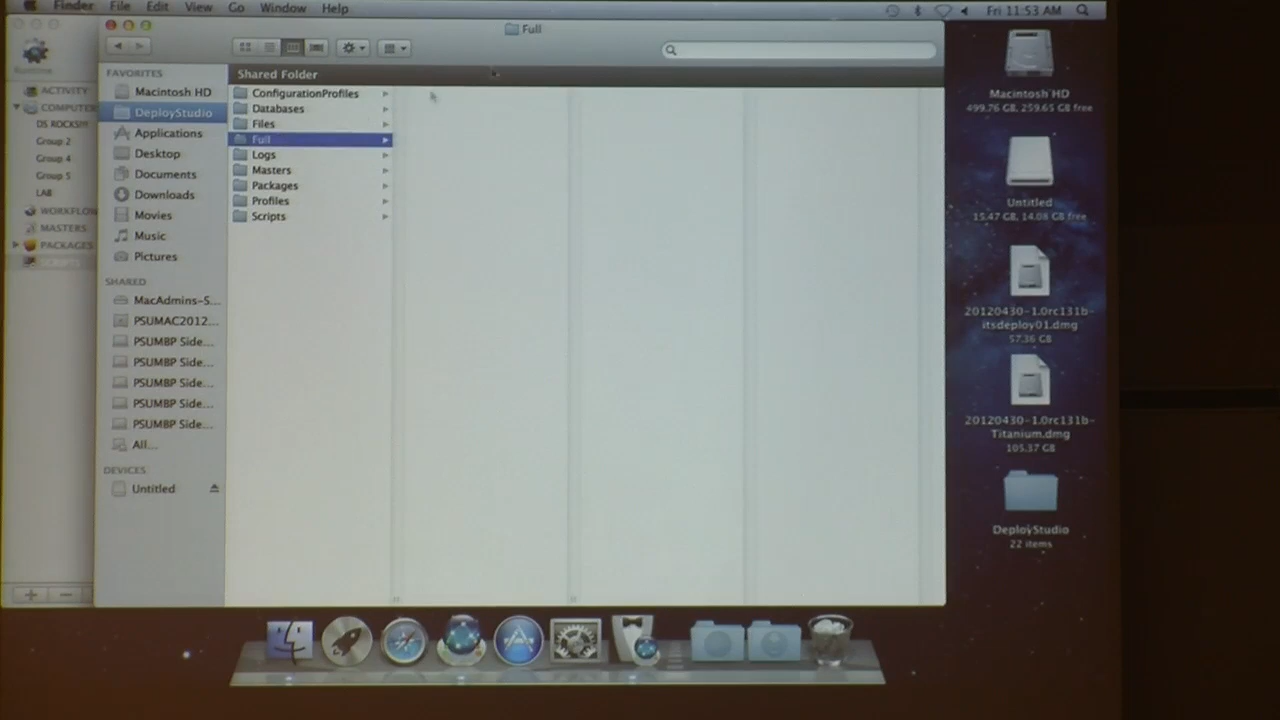 Finder File Edit View Go Window Help
Fri 11:53 AM
Full
Shared Folder
FAVORITES
Macintosh HD
DeployStudio
Applications
Desktop
Documents
Downloads
Movies
Music
Pictures
SHARED
MacAdmins-S...
PSUMAC2012...
PSUMBP Side...
PSUMBP Side...
PSUMBP Side...
PSUMBP Side...
PSUMBP Side...
All...
DEVICES
Untitled
ConfigurationProfiles
Databases
Files
Full
Logs
Masters
Packages
Profiles
Scripts
Runtime
ACTIVITY
COMPUTER
DS ROCKS!!!
Group 2
Group 4
Group 5
LAB
WORKFLOW
MASTERS
PACKAGES
SCRIPTS
Macintosh HD
499.76 GB, 259.65 GB free
Untitled
15.47 GB, 14.08 GB free
20120430-1.0rc131b-
itsdeploy01.dmg
57.36 GB
20120430-1.0rc131b-
Titanium.dmg
105.37 GB
DeployStudio
22 items